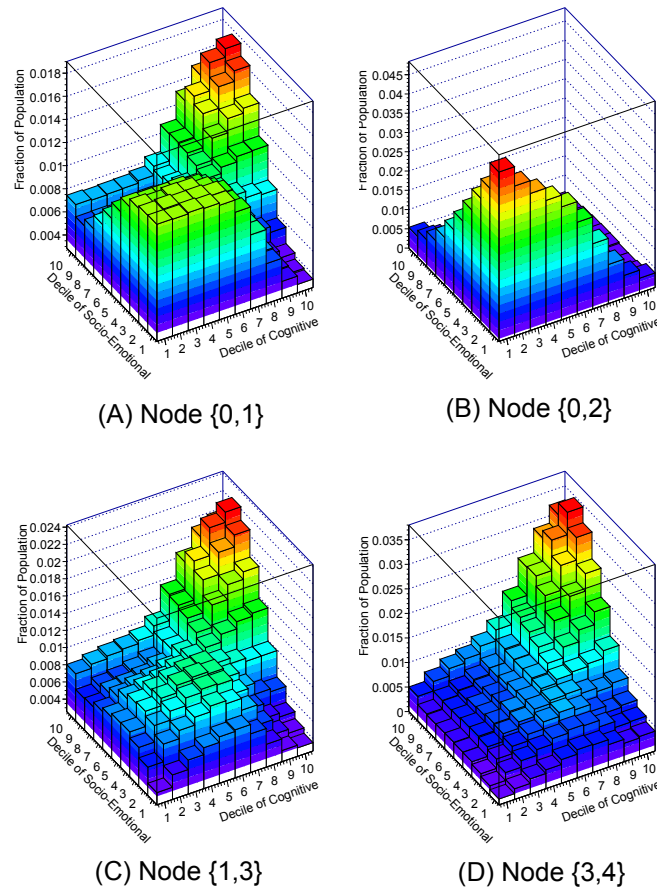 Fraction of Population
0.018
0.016
0.014
0.012
0.01
0.008
0.006
0.004
10 9 8 7 6 5 4 3 2 1
Decile of Socio-Emotional
1 2 3 4 5 6 7 8 9 10
Decile of Cognitive
(A) Node {0,1}
Fraction of Population
0.045
0.04
0.035
0.03
0.025
0.02
0.015
0.01
0.005
0
10 9 8 7 6 5 4 3 2 1
Decile of Socio-Emotional
1 2 3 4 5 6 7 8 9 10
Decile of Cognitive
(B) Node {0,2}
Fraction of Population
0.024
0.022
0.02
0.018
0.016
0.014
0.012
0.01
0.008
0.006
0.004
10 9 8 7 6 5 4 3 2 1
Decile of Socio-Emotional
1 2 3 4 5 6 7 8 9 10
Decile of Cognitive
(C) Node {1,3}
Fraction of Population
0.035
0.03
0.025
0.02
0.015
0.01
0.005
0
10 9 8 7 6 5 4 3 2 1
Decile of Socio-Emotional
1 2 3 4 5 6 7 8 9 10
Decile of Cognitive
(D) Node {3,4}